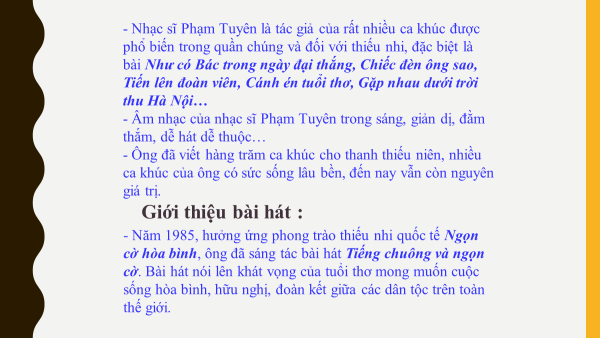 - Nhạc sĩ Phạm Tuyên là tác giả của rất nhiều ca khúc được
phổ biến trong quần chúng và đối với thiếu nhi, đặc biệt là
bài Như có Bác trong ngày đại thắng, Chiếc đèn ông sao,
Tiến lên đoàn viên, Cánh én tuổi thơ, Gặp nhau dưới trời
thu Hà Nội…
- Âm nhạc của nhạc sĩ Phạm Tuyên trong sáng, giản dị, đằm
thắm, dễ hát dễ thuộc…
- Ông đã viết hàng trăm ca khúc cho thanh thiếu niên, nhiều
ca khúc của ông có sức sống lâu bền, đến nay vẫn còn nguyên
giá trị.
Giới thiệu bài hát :
- Năm 1985, hưởng ứng phong trào thiếu nhi quốc tế Ngọn
cờ hòa bình, ông đã sáng tác bài hát Tiếng chuông và ngọn
cờ. Bài hát nói lên khát vọng của tuổi thơ mong muốn cuộc
sống hòa bình, hữu nghị, đoàn kết giữa các dân tộc trên toàn
thế giới.